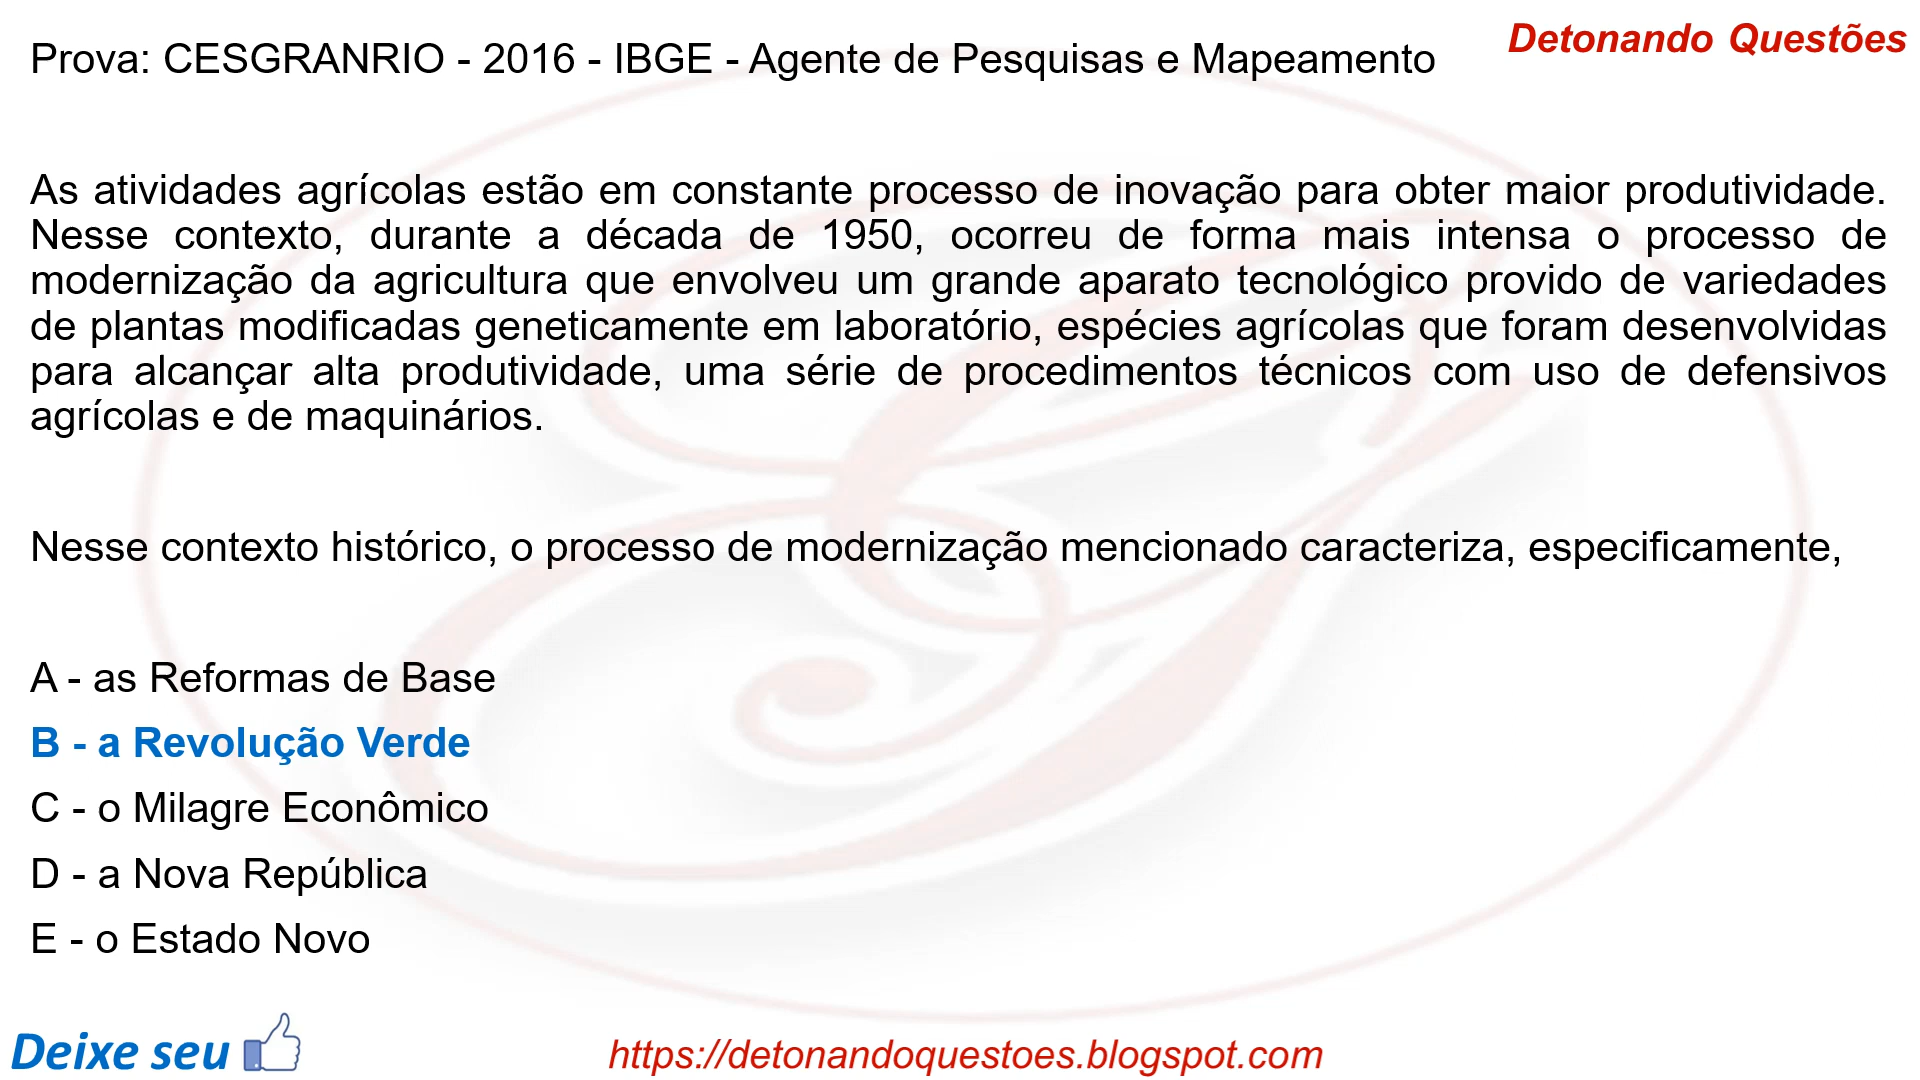 Prova: CESGRANRIO - 2016 - IBGE - Agente de Pesquisas e Mapeamento
Detonando Questões
As atividades agrícolas estão em constante processo de inovação para obter maior produtividade.
Nesse contexto, durante a década de 1950, ocorreu de forma mais intensa o processo de
modernização da agricultura que envolveu um grande aparato tecnológico provido de variedades
de plantas modificadas geneticamente em laboratório, espécies agrícolas que foram desenvolvidas
para alcançar alta produtividade, uma série de procedimentos técnicos com uso de defensivos
agrícolas e de maquinários.
Nesse contexto histórico, o processo de modernização mencionado caracteriza, especificamente,
A - as Reformas de Base
B - a Revolução Verde
C - o Milagre Econômico
D - a Nova República
E - o Estado Novo
Deixe seu
https://detonandoquestoes.blogspot.com